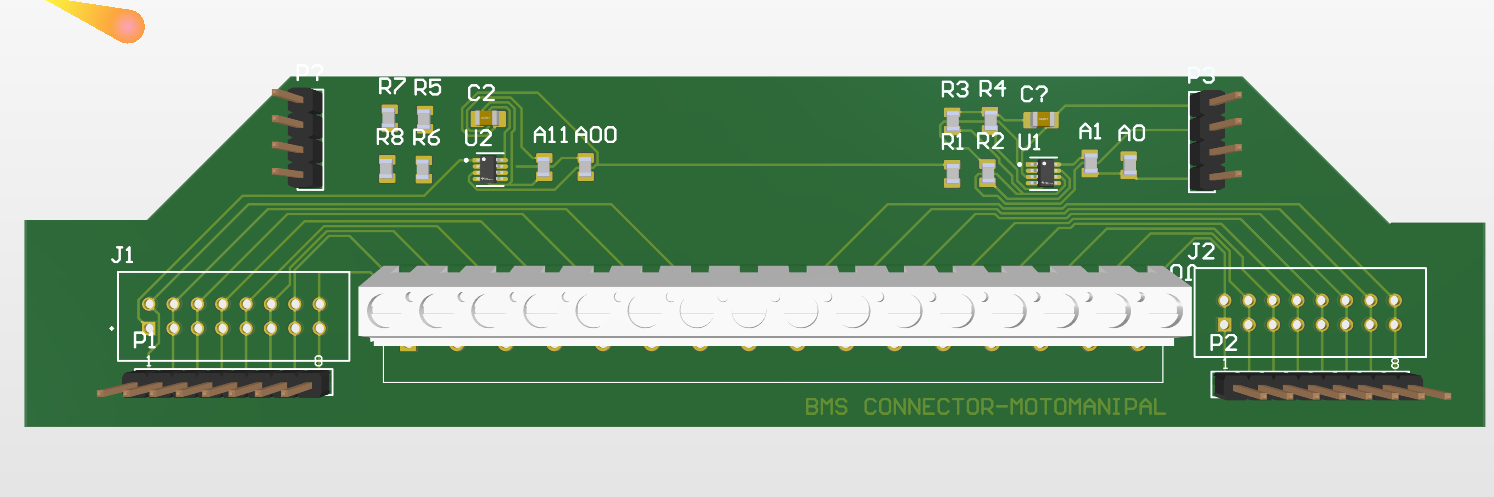 P? P3
R7 R5 C2 R3 R4 C?
R8 R6 U2 A11 A00 R1 R2 U1 A1 A0
J1 J2
P1 P2
1 8 1 8
BMS CONNECTOR-MOTOMANIPAL